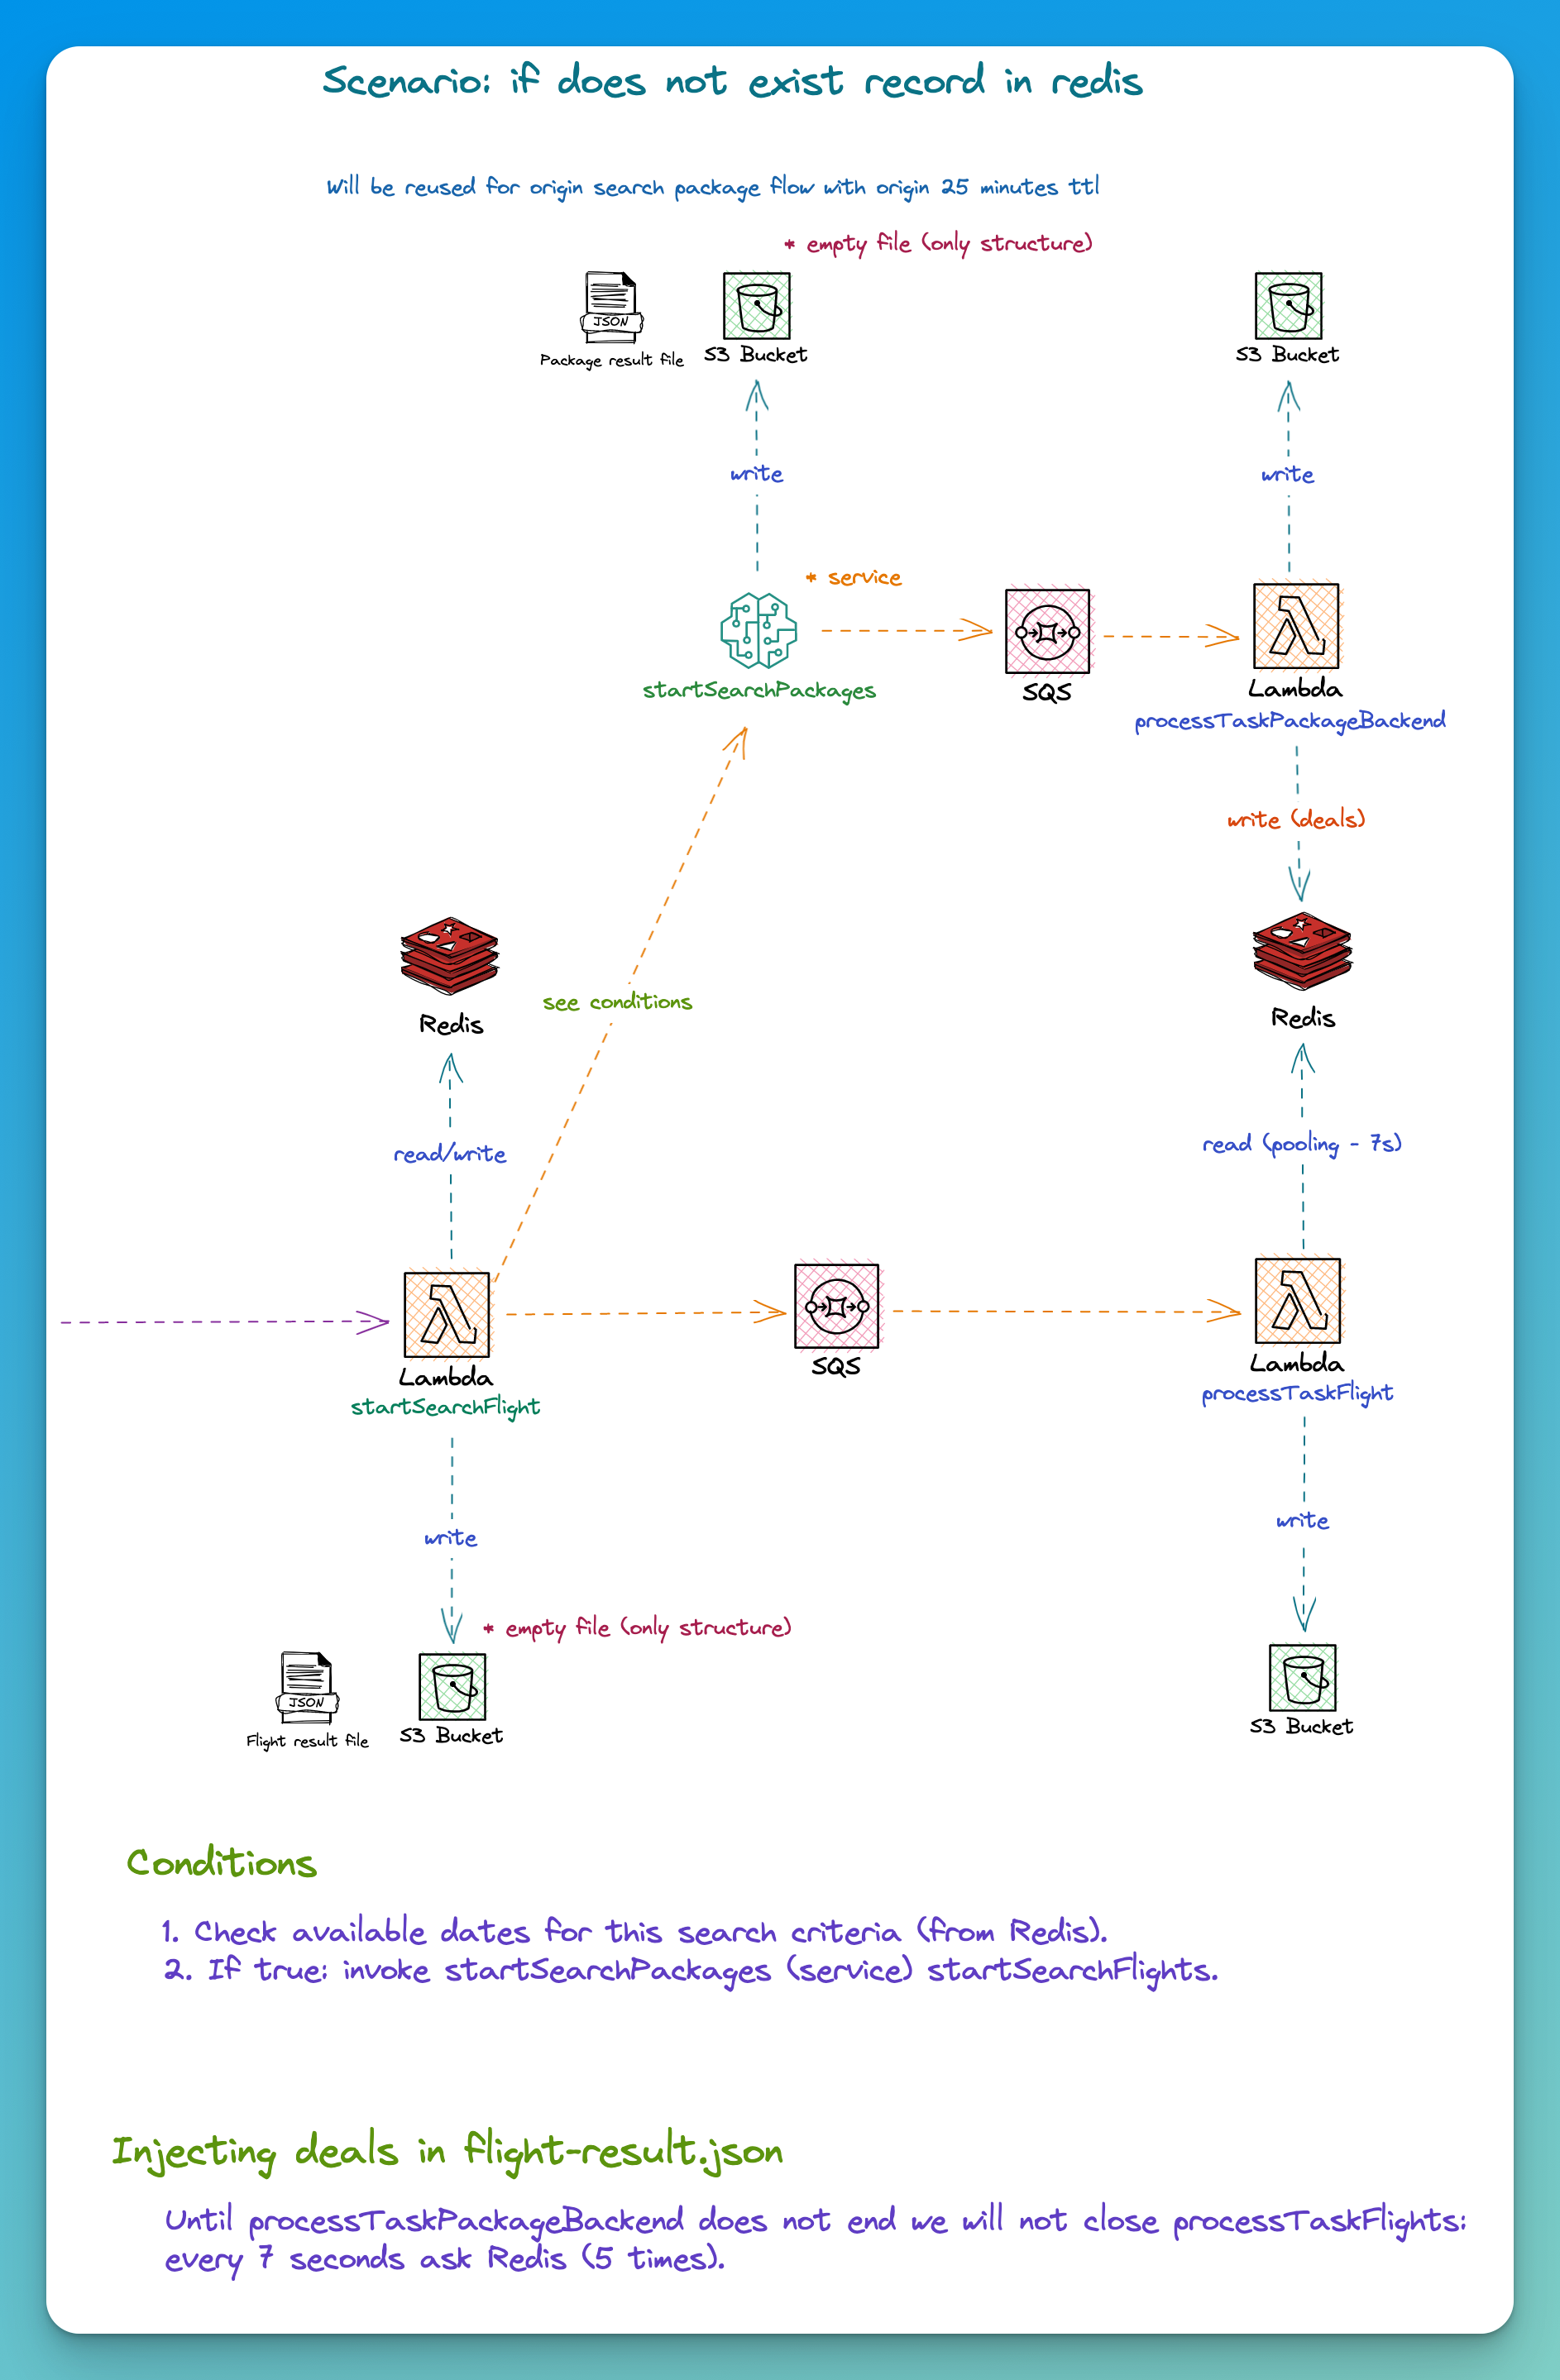 Scenario: if does not exist record in redis
Will be reused for origin search package flow with origin 25 minutes ttl
* empty file (only structure)
JSON
Package result file
S3 Bucket
S3 Bucket
write
write
* service
startSearchPackages
SQS
Lambda
processTaskPackageBackend
write (deals)
see conditions
Redis
Redis
read/write
read (pooling - 7s)
Lambda
startSearchFlight
SQS
Lambda
processTaskFlight
write
write
* empty file (only structure)
JSON
Flight result file
S3 Bucket
S3 Bucket
Conditions
1. Check available dates for this search criteria (from Redis).
2. If true: invoke startSearchPackages (service) startSearchFlights.
Injecting deals in flight-result.json
Until processTaskPackageBackend does not end we will not close processTaskFlights:
every 7 seconds ask Redis (5 times).